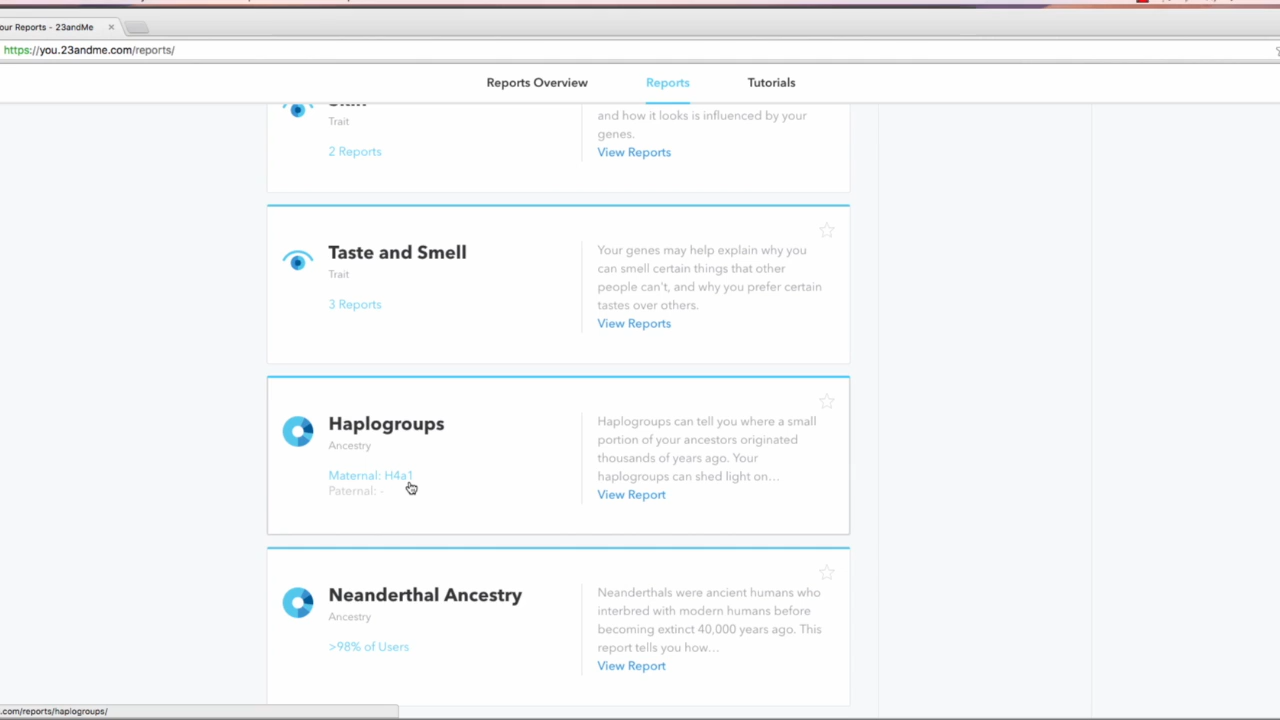 our Reports - 23andMe
https://you.23andme.com/reports/
Reports Overview
Reports
Tutorials
Skin
Trait
2 Reports
and how it looks is influenced by your
genes.
View Reports
Taste and Smell
Trait
3 Reports
Your genes may help explain why you
can smell certain things that other
people can't, and why you prefer certain
tastes over others.
View Reports
Haplogroups
Ancestry
Maternal: H4a1
Paternal: -
Haplogroups can tell you where a small
portion of your ancestors originated
thousands of years ago. Your
haplogroups can shed light on...
View Report
Neanderthal Ancestry
Ancestry
>98% of Users
Neanderthals were ancient humans who
interbred with modern humans before
becoming extinct 40,000 years ago. This
report tells you how...
View Report
.com/reports/haplogroups/